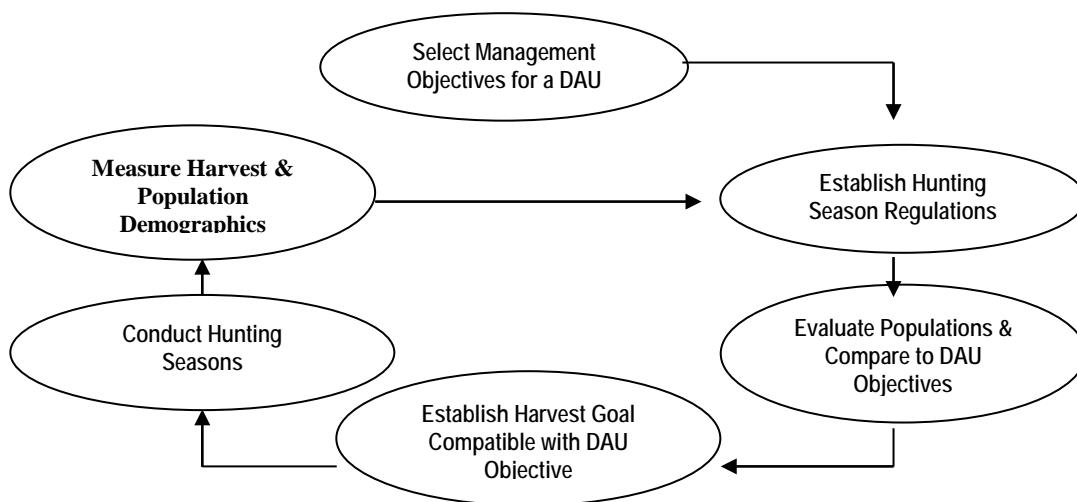 Select Management
Objectives for a DAU
Measure Harvest &
Population
Demographics
Establish Hunting
Season Regulations
Conduct Hunting
Seasons
Evaluate Populations &
Compare to DAU
Objectives
Establish Harvest Goal
Compatible with DAU
Objective